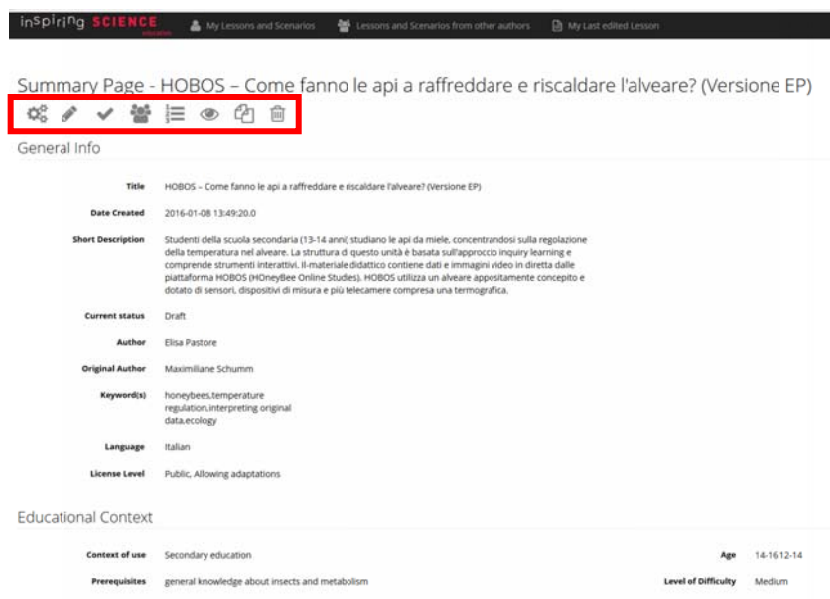 inspiring SCIENCE
education
My Lessons and Scenarios
Lessons and Scenarios from other authors
My Last edited Lesson
Summary Page - HOBOS – Come fanno le api a raffreddare e riscaldare l'alveare? (Versione EP)
General Info
Title HOBOS – Come fanno le api a raffreddare e riscaldare l'alveare? (Versione EP)
Date Created 2016-01-08 13:49:20.0
Short Description Studenti della scuola secondaria (13-14 anni( studiano le api da miele, concentrandosi sulla regolazione
della temperatura nel alveare. La struttura d questo unità è basata sull'approcco inquiry learning e
comprende strumenti interattivi. Il-materialedidattico contiene dati e immagini video in diretta dalle
piattaforma HOBOS (HOneyBee Online Studes). HOBOS utilizza un alveare appositamente concepito e
dotato di sensori, dispositivi di misura e più telecamere compresa una termografica.
Current status Draft
Author Elisa Pastore
Original Author Maximiliane Schumm
Keyword(s) honeybees,temperature
regulation,interpreting original
data,ecology
Language Italian
License Level Public, Allowing adaptations
Educational Context
Context of use Secondary education Age 14-1612-14
Prerequisites general knowledge about insects and metabolism Level of Difficulty Medium